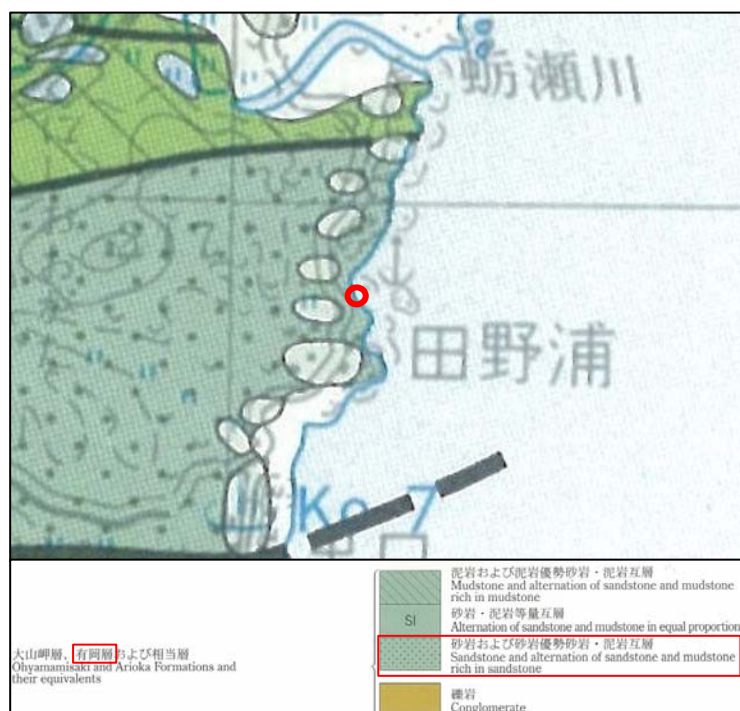 蛎瀬川
田野浦
Ko 7
泥岩および泥岩優勢砂岩・泥岩互層
Mudstone and alternation of sandstone and mudstone
rich in mudstone
SI
砂岩・泥岩等量互層
Alternation of sandstone and mudstone in equal proportion
大山岬層、有岡層および相当層
Ohyamamisaki and Arioka Formations and
their equivalents
砂岩および砂岩優勢砂岩・泥岩互層
Sandstone and alternation of sandstone and mudstone
rich in sandstone
礫岩
Conglomerate